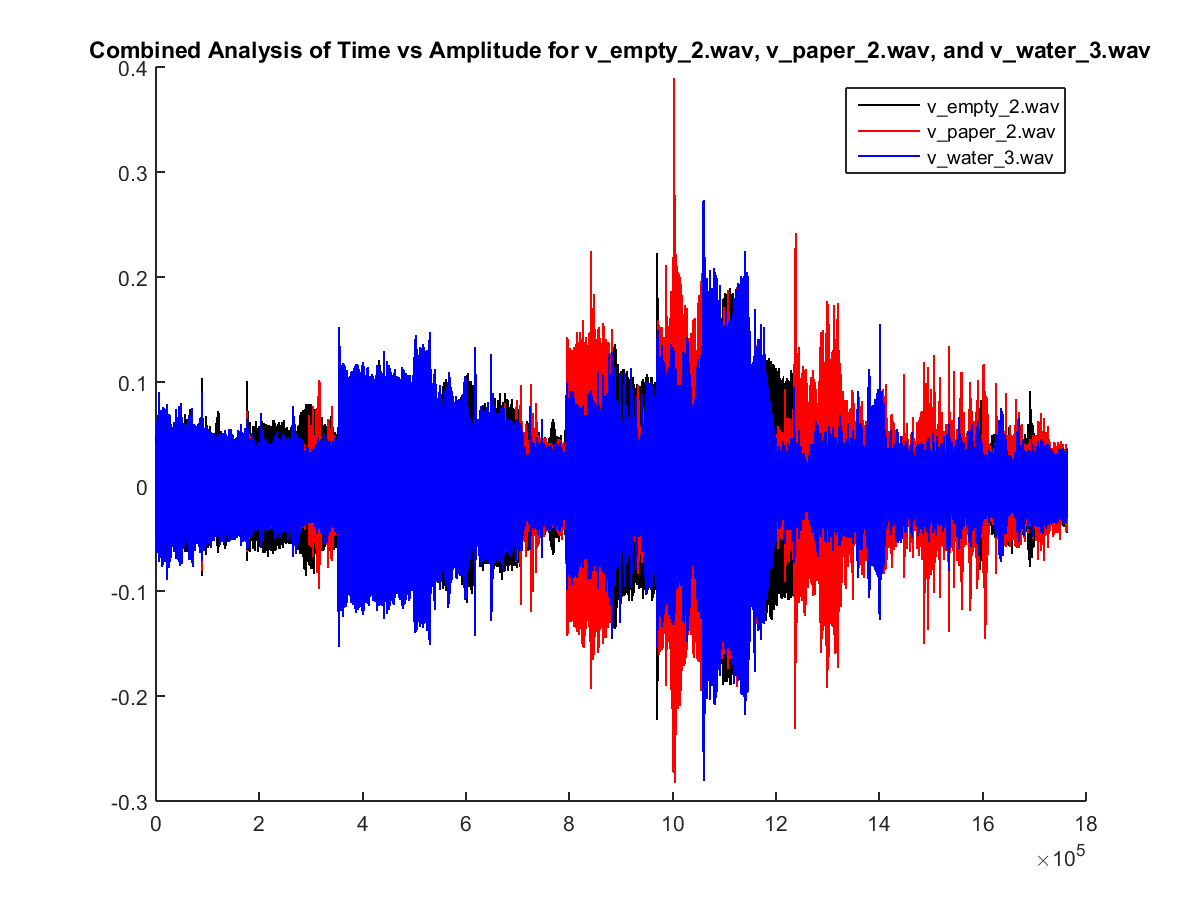 Combined Analysis of Time vs Amplitude for v_empty_2.wav, v_paper_2.wav, and v_water_3.wav
v_empty_2.wav
v_paper_2.wav
v_water_3.wav
0.4
0.3
0.2
0.1
0
-0.1
-0.2
-0.3
0 2 4 6 8 10 12 14 16 18
×10⁵